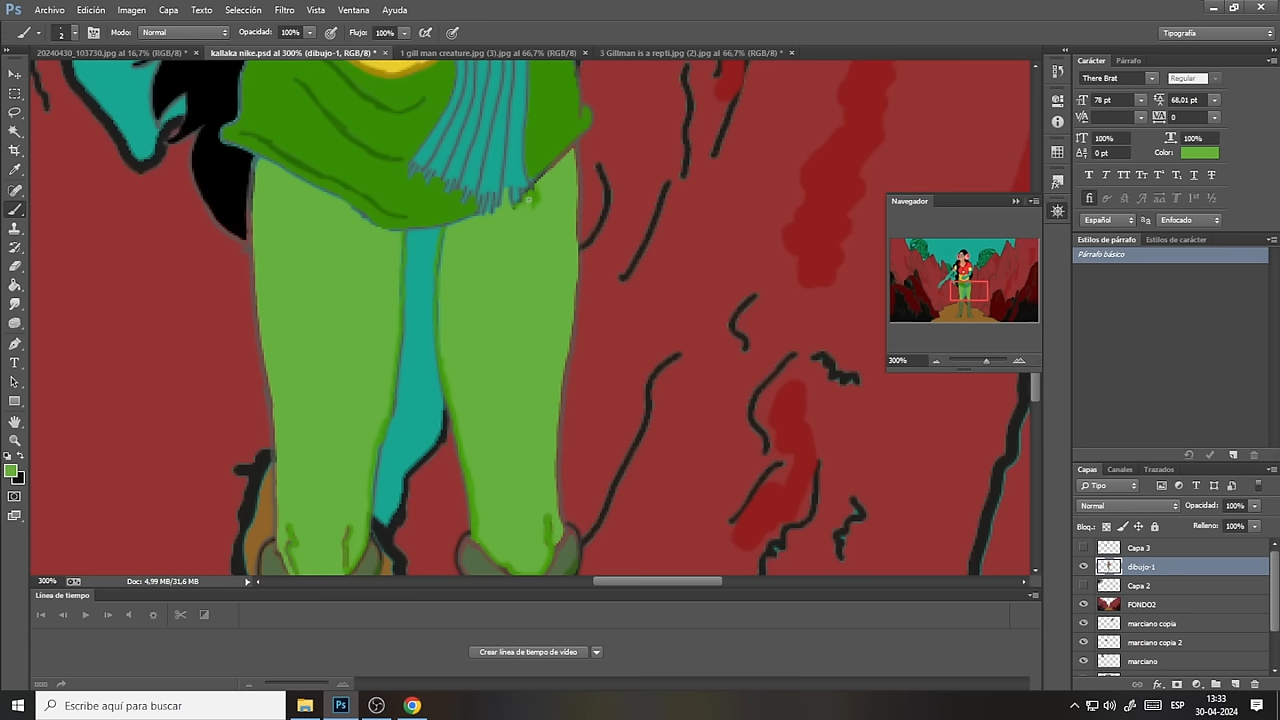 Ps Archivo Edición Imagen Capa Texto Selección Filtro Vista Ventana Ayuda
2 Modo: Normal Opacidad: 100% Flujo: 100% Tipografía
20240430_103730.jpg al 16,7% (RGB/8) * × kallaka nike.psd al 300% (dibujo-1, RGB/8) * × 1 gill man creature.jpg (3).jpg al 66,7% (RGB/8) * × 3 Gillman is a repti.jpg (2).jpg al 66,7% (RGB/8) * ×
Carácter Párrafo
There Brat Regular
78 pt 68,01 pt
0
100% 100%
0 pt Color:
Español Enfocado
Estilos de párrafo Estilos de carácter
Párrafo básico
Navegador
300%
Capas Canales Trazados
Tipo
Normal Opacidad: 100%
Bloq.: Relleno: 100%
Capa 3
dibujo-1
Capa 2
FONDO2
marciano copia
marciano copia 2
marciano
300% Doc: 4,99 MB/31,6 MB
Línea de tiempo
Crear línea de tiempo de vídeo
Escribe aquí para buscar
Ps
ESP
13:33
30-04-2024